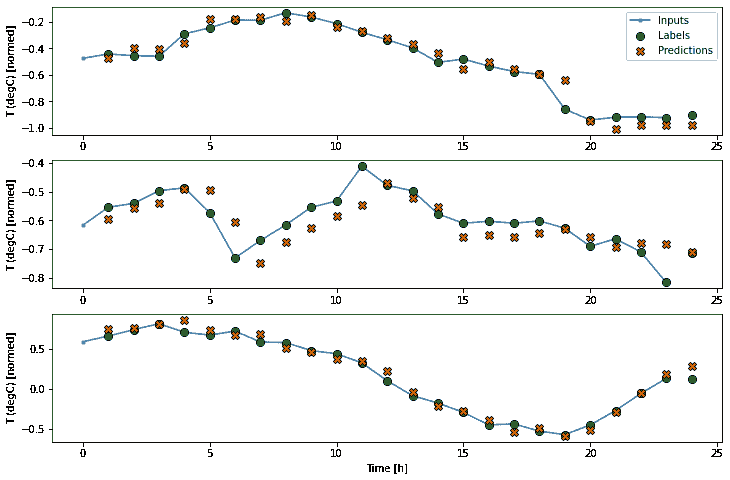 Inputs
Labels
Predictions
T (degC) [normed]
−0.2
−0.4
−0.6
−0.8
−1.0
0 5 10 15 20 25
T (degC) [normed]
−0.4
−0.5
−0.6
−0.7
−0.8
0 5 10 15 20 25
T (degC) [normed]
0.5
0.0
−0.5
0 5 10 15 20 25
Time [h]